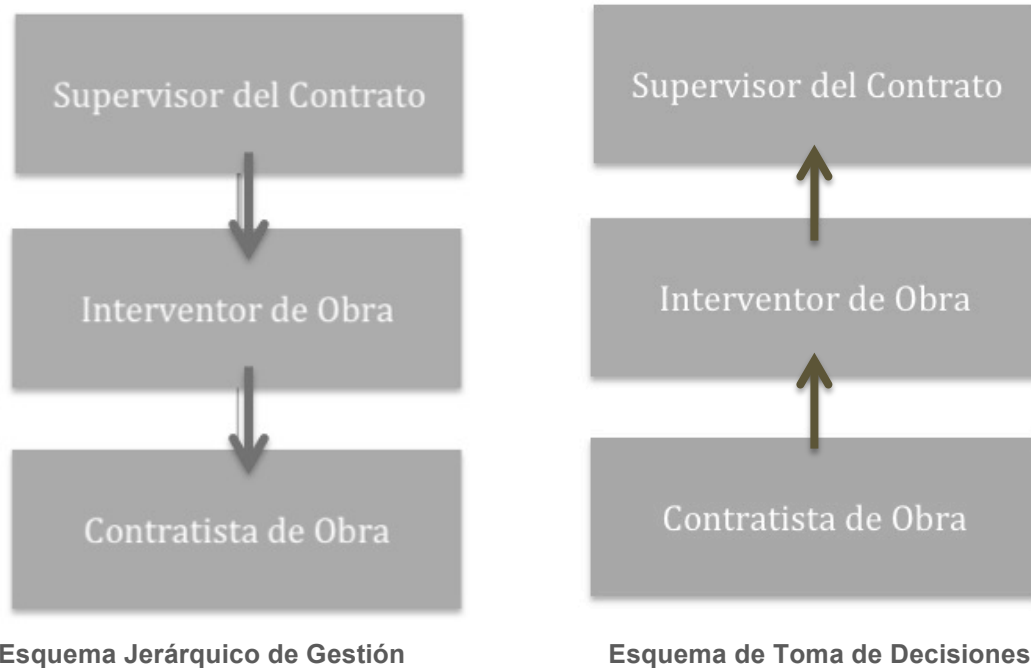 Supervisor del Contrato
Interventor de Obra
Contratista de Obra
Esquema Jerárquico de Gestión
Supervisor del Contrato
Interventor de Obra
Contratista de Obra
Esquema de Toma de Decisiones